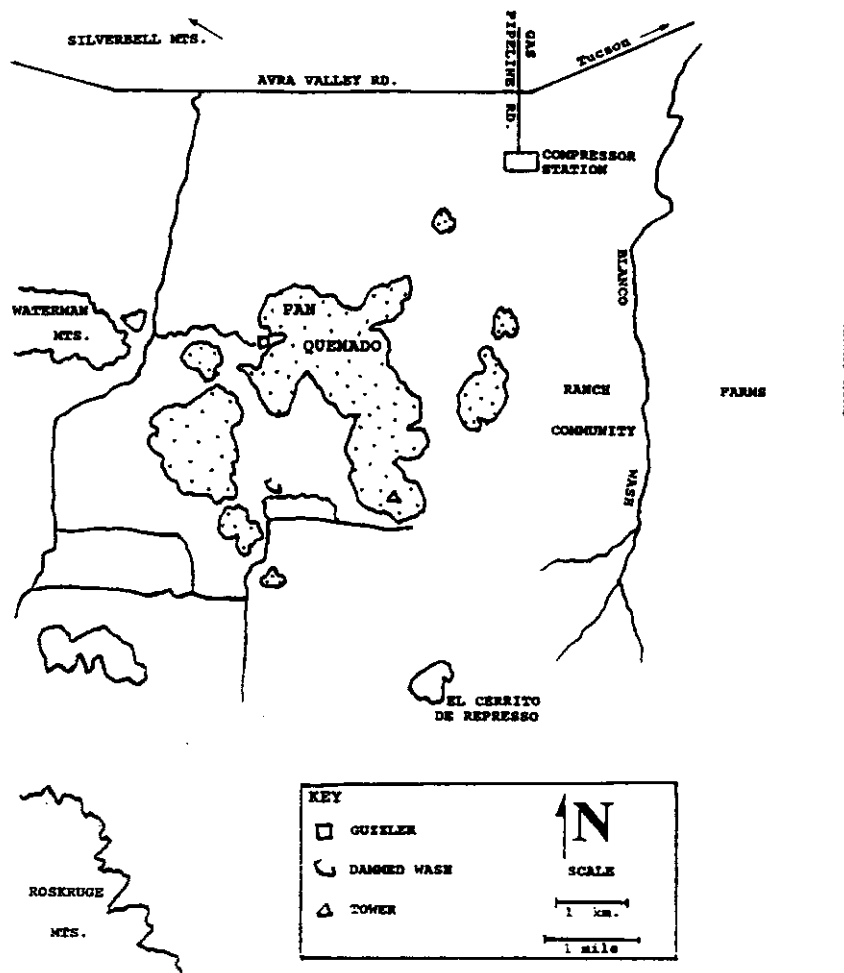 SILVERBELL MTS.
GAS
PIPELINE RD.
Tucson
AVRA VALLEY RD.
COMPRESSOR
STATION
BLANCO
WATERMAN
MTS.
PAN
QUEMADO
RANCH
FARMS
COMMUNITY
WASH
EL CERRITO
DE REPRESSO
KEY
GUZZLER
DAMMED WASH
TOWER
N
SCALE
1 km.
1 mile
ROSKRUGE
MTS.